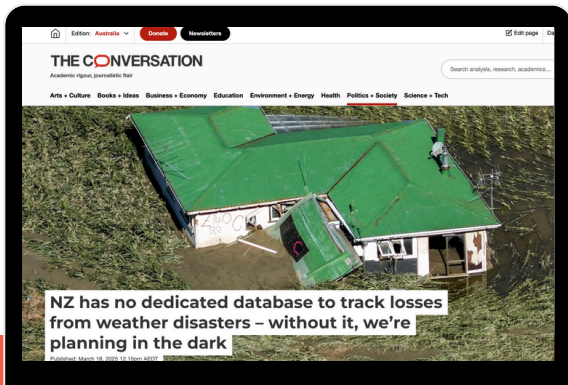 Edition: Australia Donate Newsletters Edit page Da
THE CONVERSATION
Academic rigour, journalistic flair
Search analysis, research, academics...
Arts + Culture Books + Ideas Business + Economy Education Environment + Energy Health Politics + Society Science + Tech
NZ has no dedicated database to track losses
from weather disasters – without it, we’re
planning in the dark
Published: March 18, 2025 12.10pm AEDT